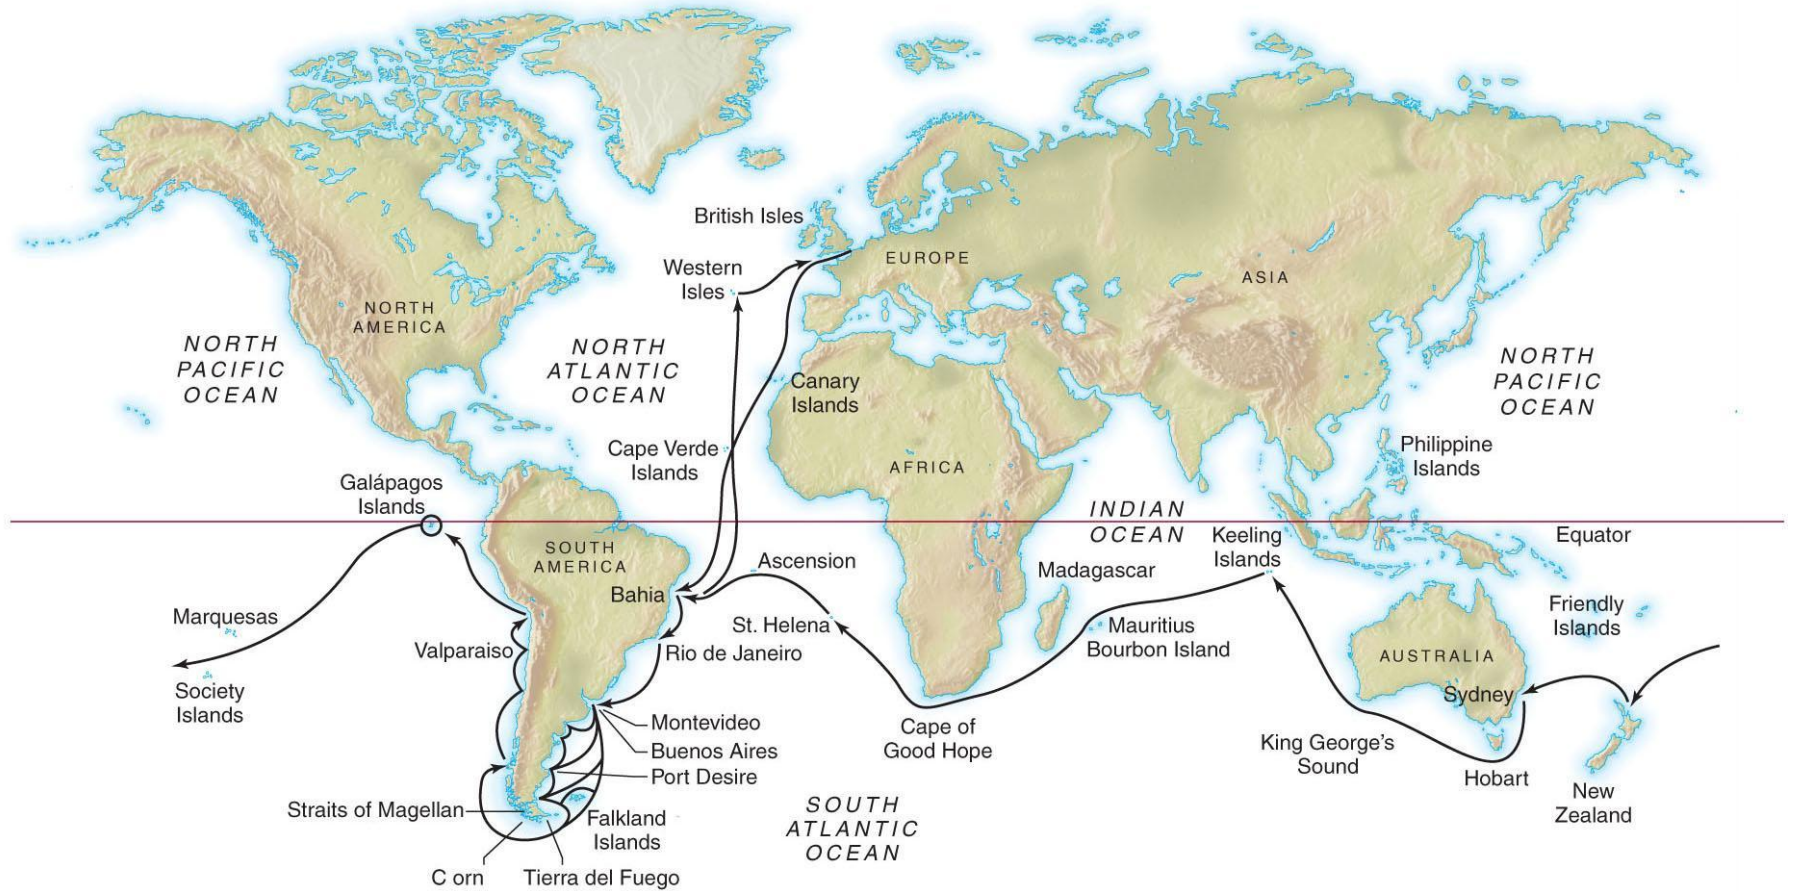 British Isles
EUROPE
Western
Isles
ASIA
NORTH
AMERICA
NORTH
PACIFIC
OCEAN
NORTH
ATLANTIC
OCEAN
NORTH
PACIFIC
OCEAN
Canary
Islands
Cape Verde
Islands
Philippine
Islands
AFRICA
Galápagos
Islands
INDIAN
OCEAN
Keeling
Islands
Equator
SOUTH
AMERICA
Ascension
Madagascar
Bahia
Marquesas
St. Helena
Mauritius
Bourbon Island
Friendly
Islands
Valparaiso
Rio de Janeiro
AUSTRALIA
Society
Islands
Sydney
Montevideo
Buenos Aires
Port Desire
Cape of
Good Hope
King George's
Sound
Hobart
New
Zealand
Straits of Magellan
Falkland
Islands
SOUTH
ATLANTIC
OCEAN
C orn
Tierra del Fuego